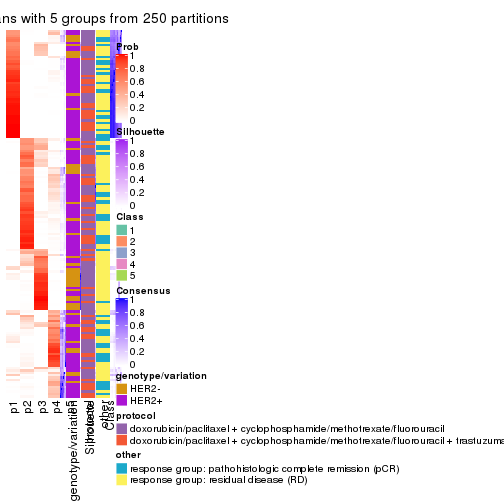 ns with 5 groups from 250 partitions
Prob
1
0.8
0.6
0.4
0.2
0
Silhouette
1
0.8
0.6
0.4
0.2
0
Class
1
2
3
4
5
Consensus
1
0.8
0.6
0.4
0.2
0
genotype/variation
HER2-
HER2+
protocol
doxorubicin/paclitaxel + cyclophosphamide/methotrexate/fluorouracil
doxorubicin/paclitaxel + cyclophosphamide/methotrexate/fluorouracil + trastuzuma
other
response group: pathohistologic complete remission (pCR)
response group: residual disease (RD)
p1
p2
p3
p4
genotype/variation
Silhouette
other
Class